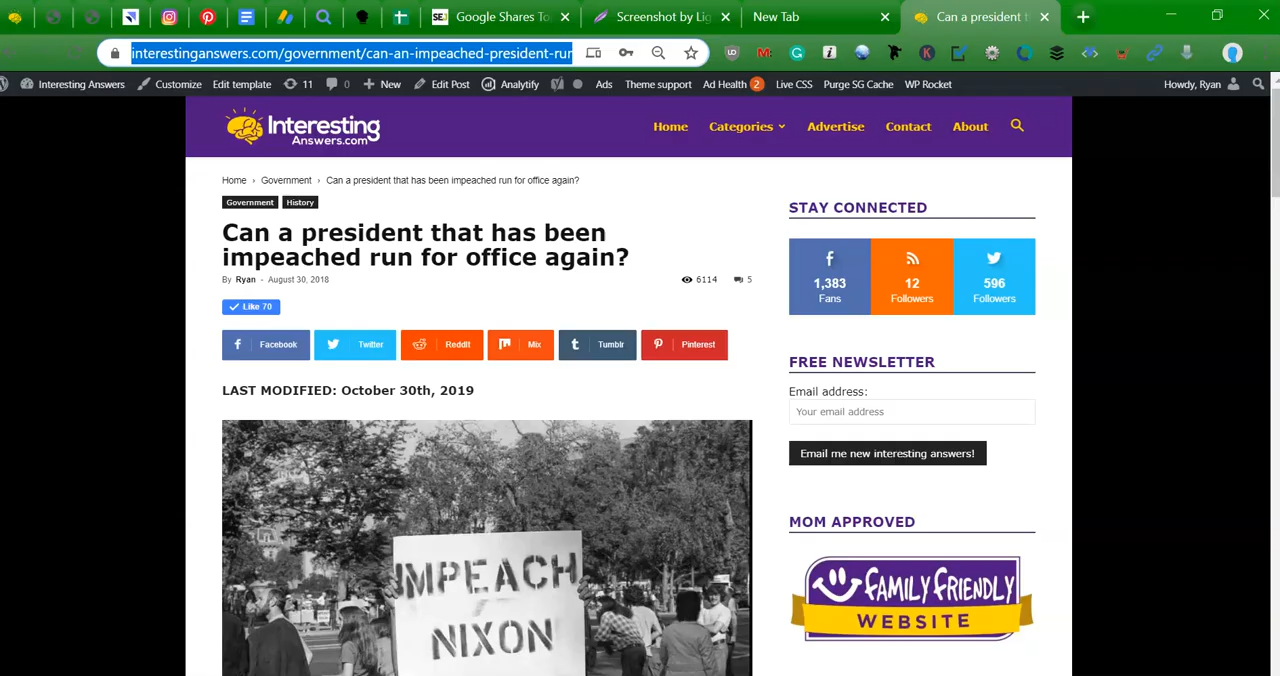 SEJ Google Shares To
Screenshot by Lig
New Tab
Can a president t
interestinganswers.com/government/can-an-impeached-president-run
Interesting Answers Customize Edit template 11 0 New Edit Post Analytify Ads Theme support Ad Health 2 Live CSS Purge SG Cache WP Rocket Howdy, Ryan
Interesting
Answers.com
Home Categories Advertise Contact About
Home › Government › Can a president that has been impeached run for office again?
Government History
Can a president that has been
impeached run for office again?
By Ryan - August 30, 2018 6114 5
Like 70
Facebook Twitter ReddIt Mix Tumblr Pinterest
LAST MODIFIED: October 30th, 2019
IMPEACH
NIXON
STAY CONNECTED
1,383
Fans
12
Followers
596
Followers
FREE NEWSLETTER
Email address:
Your email address
Email me new interesting answers!
MOM APPROVED
FAMILY FRIENDLY
WEBSITE